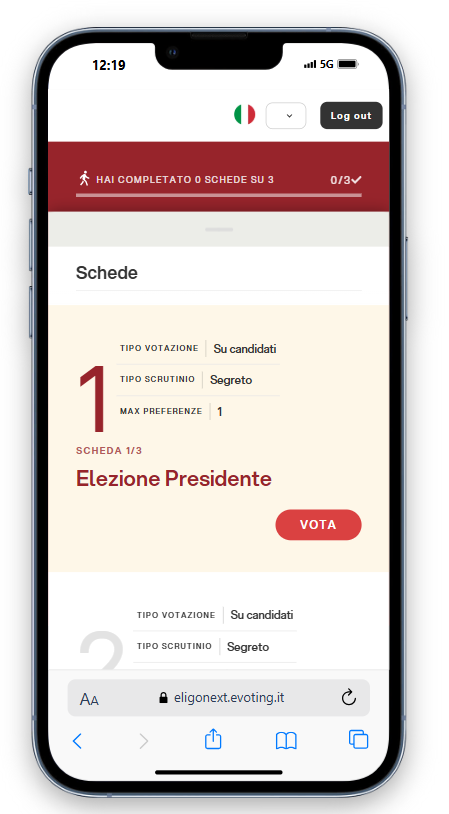 12:19 5G
Log out
HAI COMPLETATO 0 SCHEDE SU 3 0/3
Schede
1
TIPO VOTAZIONE Su candidati
TIPO SCRUTINIO Segreto
MAX PREFERENZE 1
SCHEDA 1/3
Elezione Presidente
VOTA
2
TIPO VOTAZIONE Su candidati
TIPO SCRUTINIO Segreto
AA eligonext.evoting.it